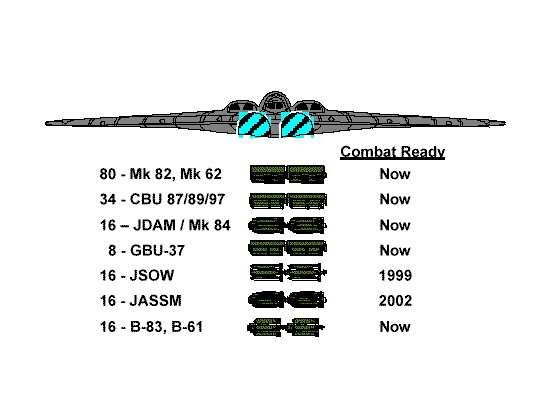 Combat Ready
80 - Mk 82, Mk 62 Now
34 - CBU 87/89/97 Now
16 – JDAM / Mk 84 Now
8 - GBU-37 Now
16 - JSOW 1999
16 - JASSM 2002
16 - B-83, B-61 Now